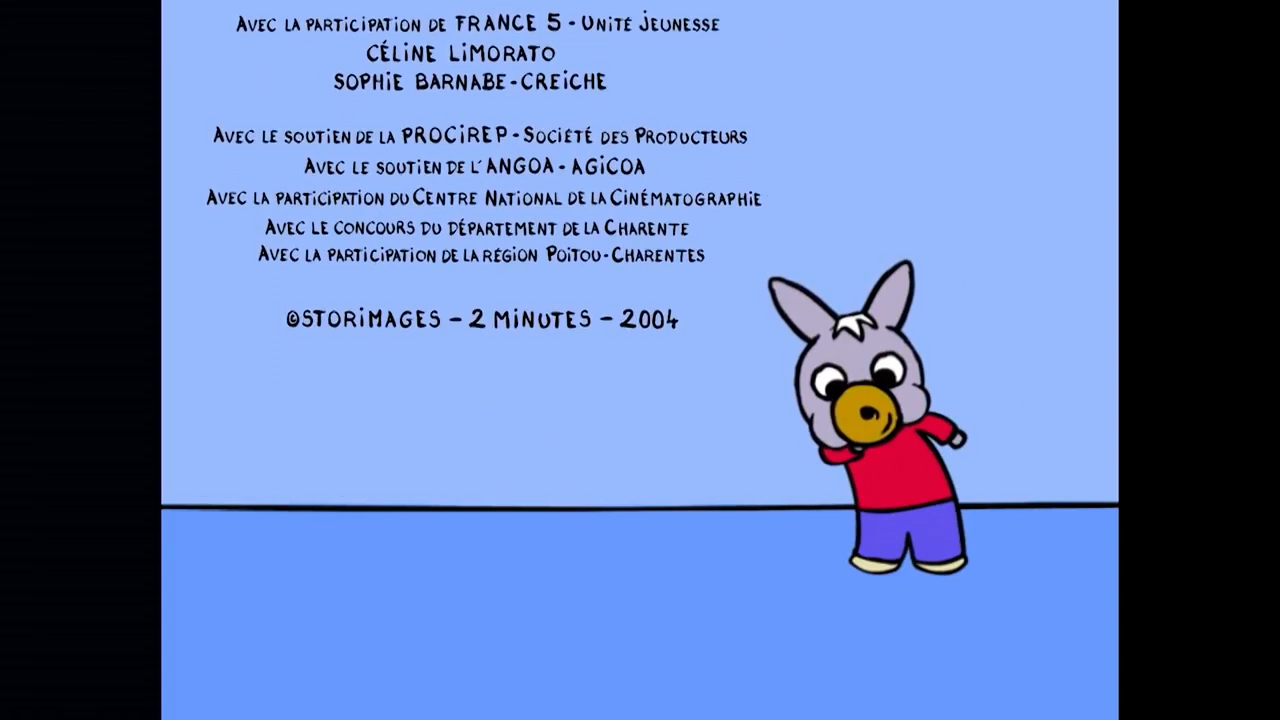 AVEC LA PARTICIPATION DE FRANCE 5 - UNITÉ JEUNESSE
CÉLINE LIMORATO
SOPHIE BARNABE-CREICHE
AVEC LE SOUTIEN DE LA PROCIREP - SOCIÉTÉ DES PRODUCTEURS
AVEC LE SOUTIEN DE L'ANGOA - AGICOA
AVEC LA PARTICIPATION DU CENTRE NATIONAL DE LA CINÉMATOGRAPHIE
AVEC LE CONCOURS DU DÉPARTEMENT DE LA CHARENTE
AVEC LA PARTICIPATION DE LA RÉGION POITOU-CHARENTES
©STORIMAGES - 2 MINUTES - 2004